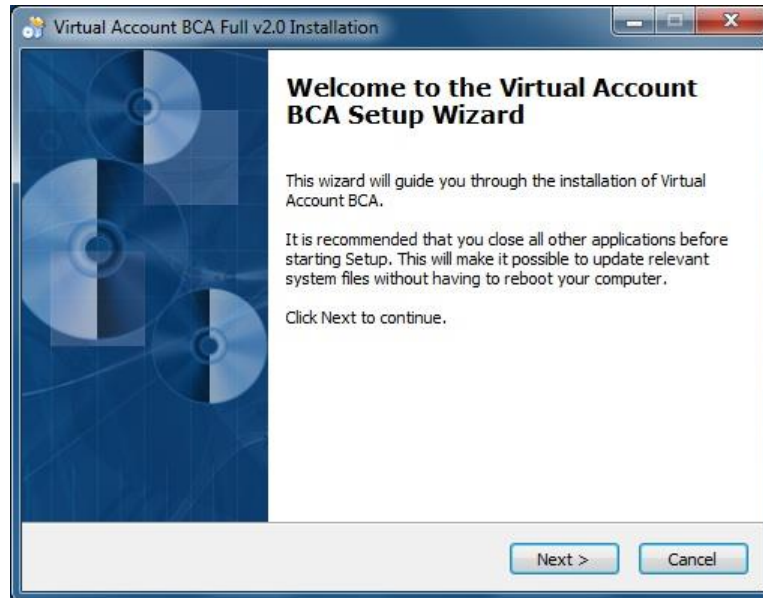 Virtual Account BCA Full v2.0 Installation
Welcome to the Virtual Account
BCA Setup Wizard
This wizard will guide you through the installation of Virtual
Account BCA.
It is recommended that you close all other applications before
starting Setup. This will make it possible to update relevant
system files without having to reboot your computer.
Click Next to continue.
Next >
Cancel